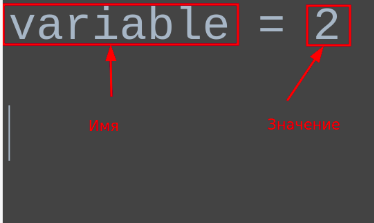 variable = 2
Имя Значение